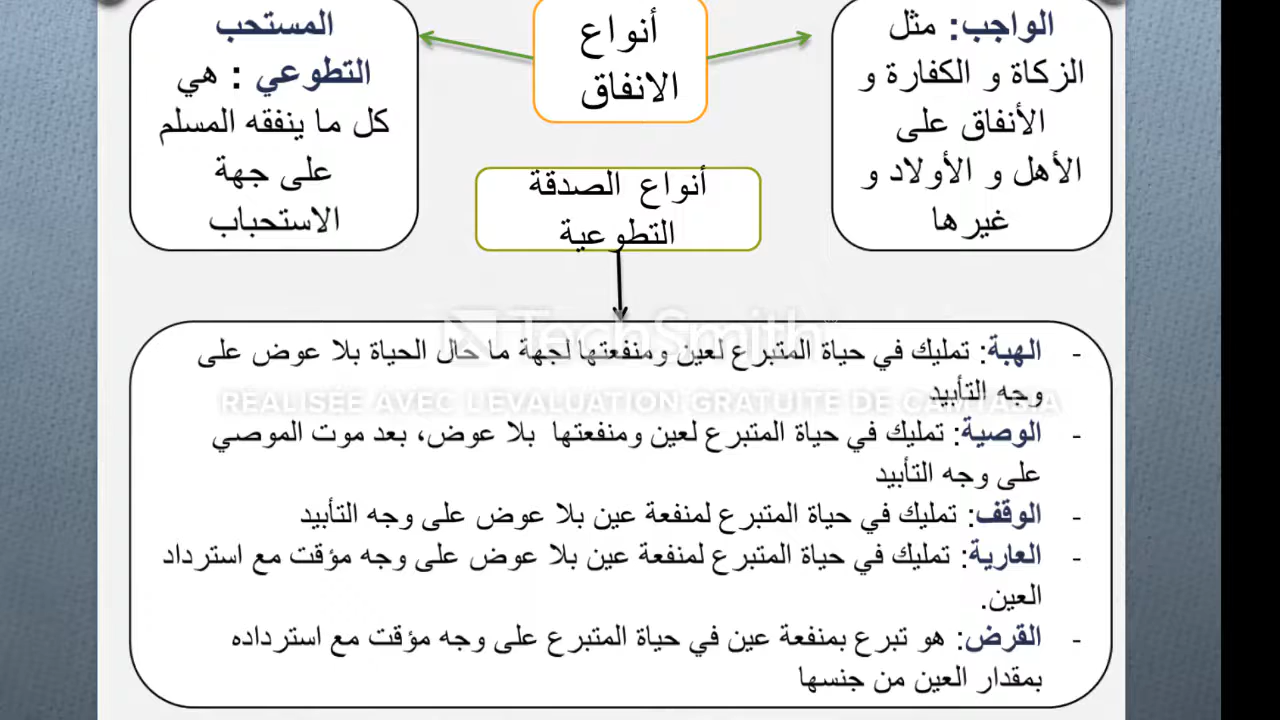 أنواع
الانفاق
الواجب: مثل
الزكاة و الكفارة و
الأنفاق على
الأهل و الأولاد و
غيرها
المستحب
التطوعي : هي
كل ما ينفقه المسلم
على جهة
الاستحباب
أنواع الصدقة
التطوعية
TechSmith™
- الهبة: تمليك في حياة المتبرع لعين ومنفعتها لجهة ما حال الحياة بلا عوض على
وجه التأبيد
RÉALISÉE AVEC L'EVALUATION GRATUITE DE CAMTASIA
- الوصية: تمليك في حياة المتبرع لعين ومنفعتها بلا عوض، بعد موت الموصي
على وجه التأبيد
- الوقف: تمليك في حياة المتبرع لمنفعة عين بلا عوض على وجه التأبيد
- العارية: تمليك في حياة المتبرع لمنفعة عين بلا عوض على وجه مؤقت مع استرداد
العين.
- القرض: هو تبرع بمنفعة عين في حياة المتبرع على وجه مؤقت مع استرداده
بمقدار العين من جنسها